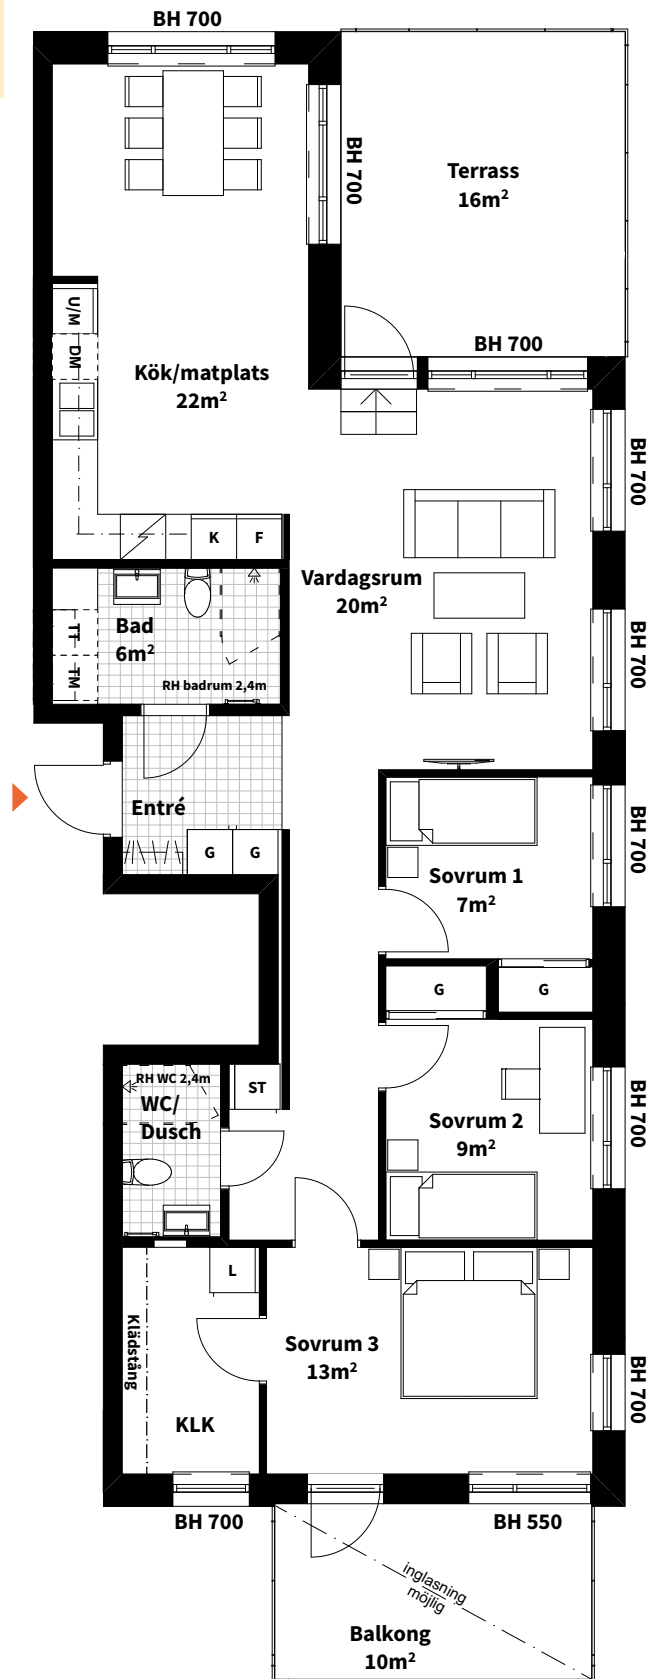 BH 700
BH 700
Terrass
16m²
BH 700
U/M
DM
Kök/matplats
22m²
BH 700
K
F
Vardagsrum
20m²
Bad
6m²
TT
TM
RH badrum 2,4m
BH 700
Entré
G
G
Sovrum 1
7m²
BH 700
G
G
RH WC 2,4m
WC/
Dusch
ST
Sovrum 2
9m²
BH 700
L
Klädstång
Sovrum 3
13m²
BH 700
KLK
BH 700
BH 550
inglasning
möjlig
Balkong
10m²